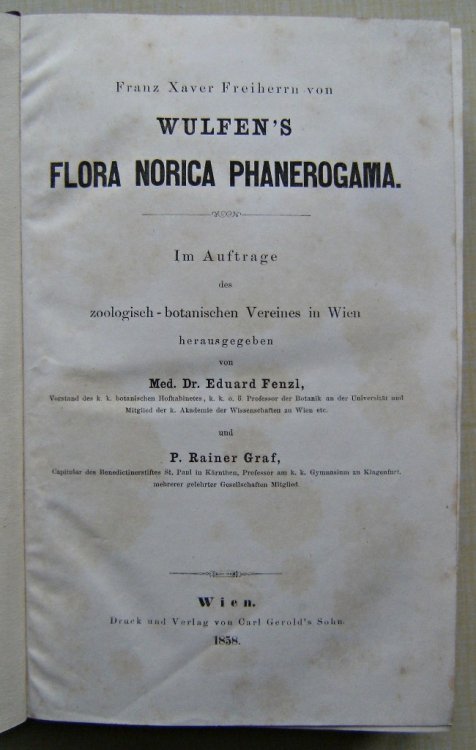 Franz Xaver Freiherrn von
WULFEN'S
FLORA NORICA PHANEROGAMA.
Im Auftrage
des
zoologisch-botanischen Vereines in Wien
herausgegeben
von
Med. Dr. Eduard Fenzl,
Vorstand des k. k. botanischen Hofkabinetes, k. k. o. ö. Professor der Botanik an der Universität und
Mitglied der k. Akademie der Wissenschaften zu Wien etc.
und
P. Rainer Graf,
Capitular des Benedictinerstiftes St. Paul in Kärnthen, Professor am k. k. Gymnasium zu Klagenfurt,
mehrerer gelehrter Gesellschaften Mitglied.
Wien.
Druck und Verlag von Carl Gerold's Sohn.
1858.